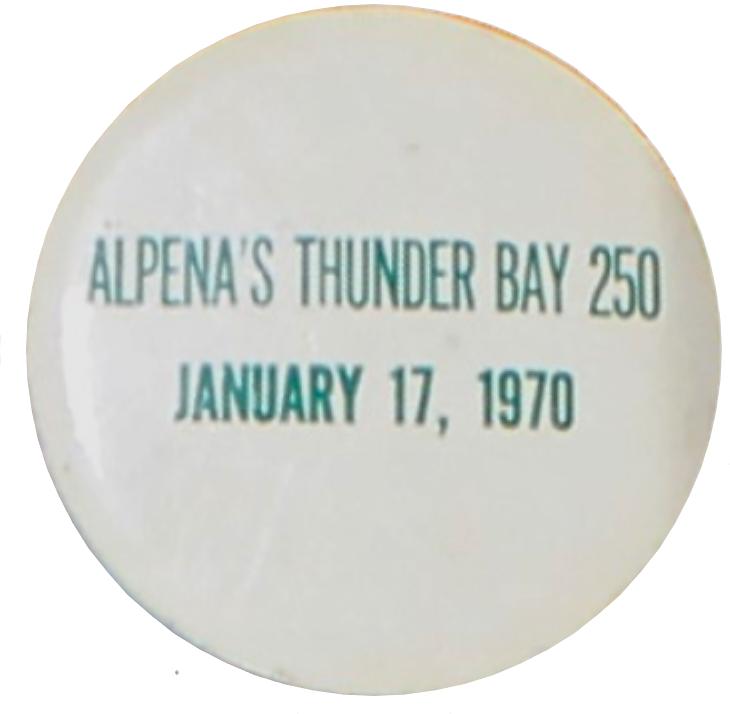 ALPENA'S THUNDER BAY 250
JANUARY 17, 1970